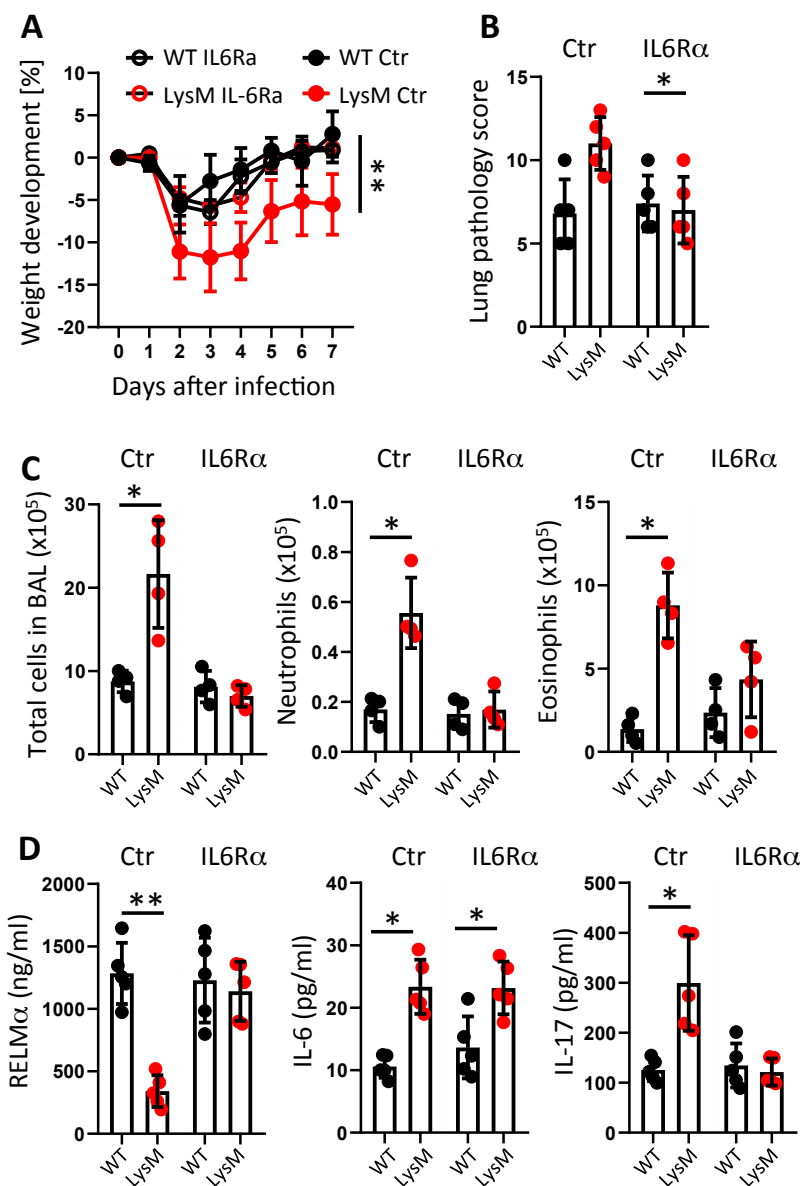 A
WT IL6Ra
WT Ctr
LysM IL-6Ra
LysM Ctr
Weight development [%]
10
5
0
-5
-10
-15
-20
**
0 1 2 3 4 5 6 7
Days after infection
B
Ctr IL6Rα
Lung pathology score
15
10
5
0
*
WT LysM WT LysM
C
Ctr IL6Rα
Total cells in BAL (x10⁵)
30
20
10
0
*
WT LysM WT LysM
Ctr IL6Rα
Neutrophils (x10⁵)
1.0
0.8
0.6
0.4
0.2
0.0
*
WT LysM WT LysM
Ctr IL6Rα
Eosinophils (x10⁵)
15
10
5
0
*
WT LysM WT LysM
D
Ctr IL6Rα
RELMα (ng/ml)
2000
1500
1000
500
0
**
WT LysM WT LysM
Ctr IL6Rα
IL-6 (pg/ml)
40
30
20
10
0
* *
WT LysM WT LysM
Ctr IL6Rα
IL-17 (pg/ml)
500
400
300
200
100
0
*
WT LysM WT LysM